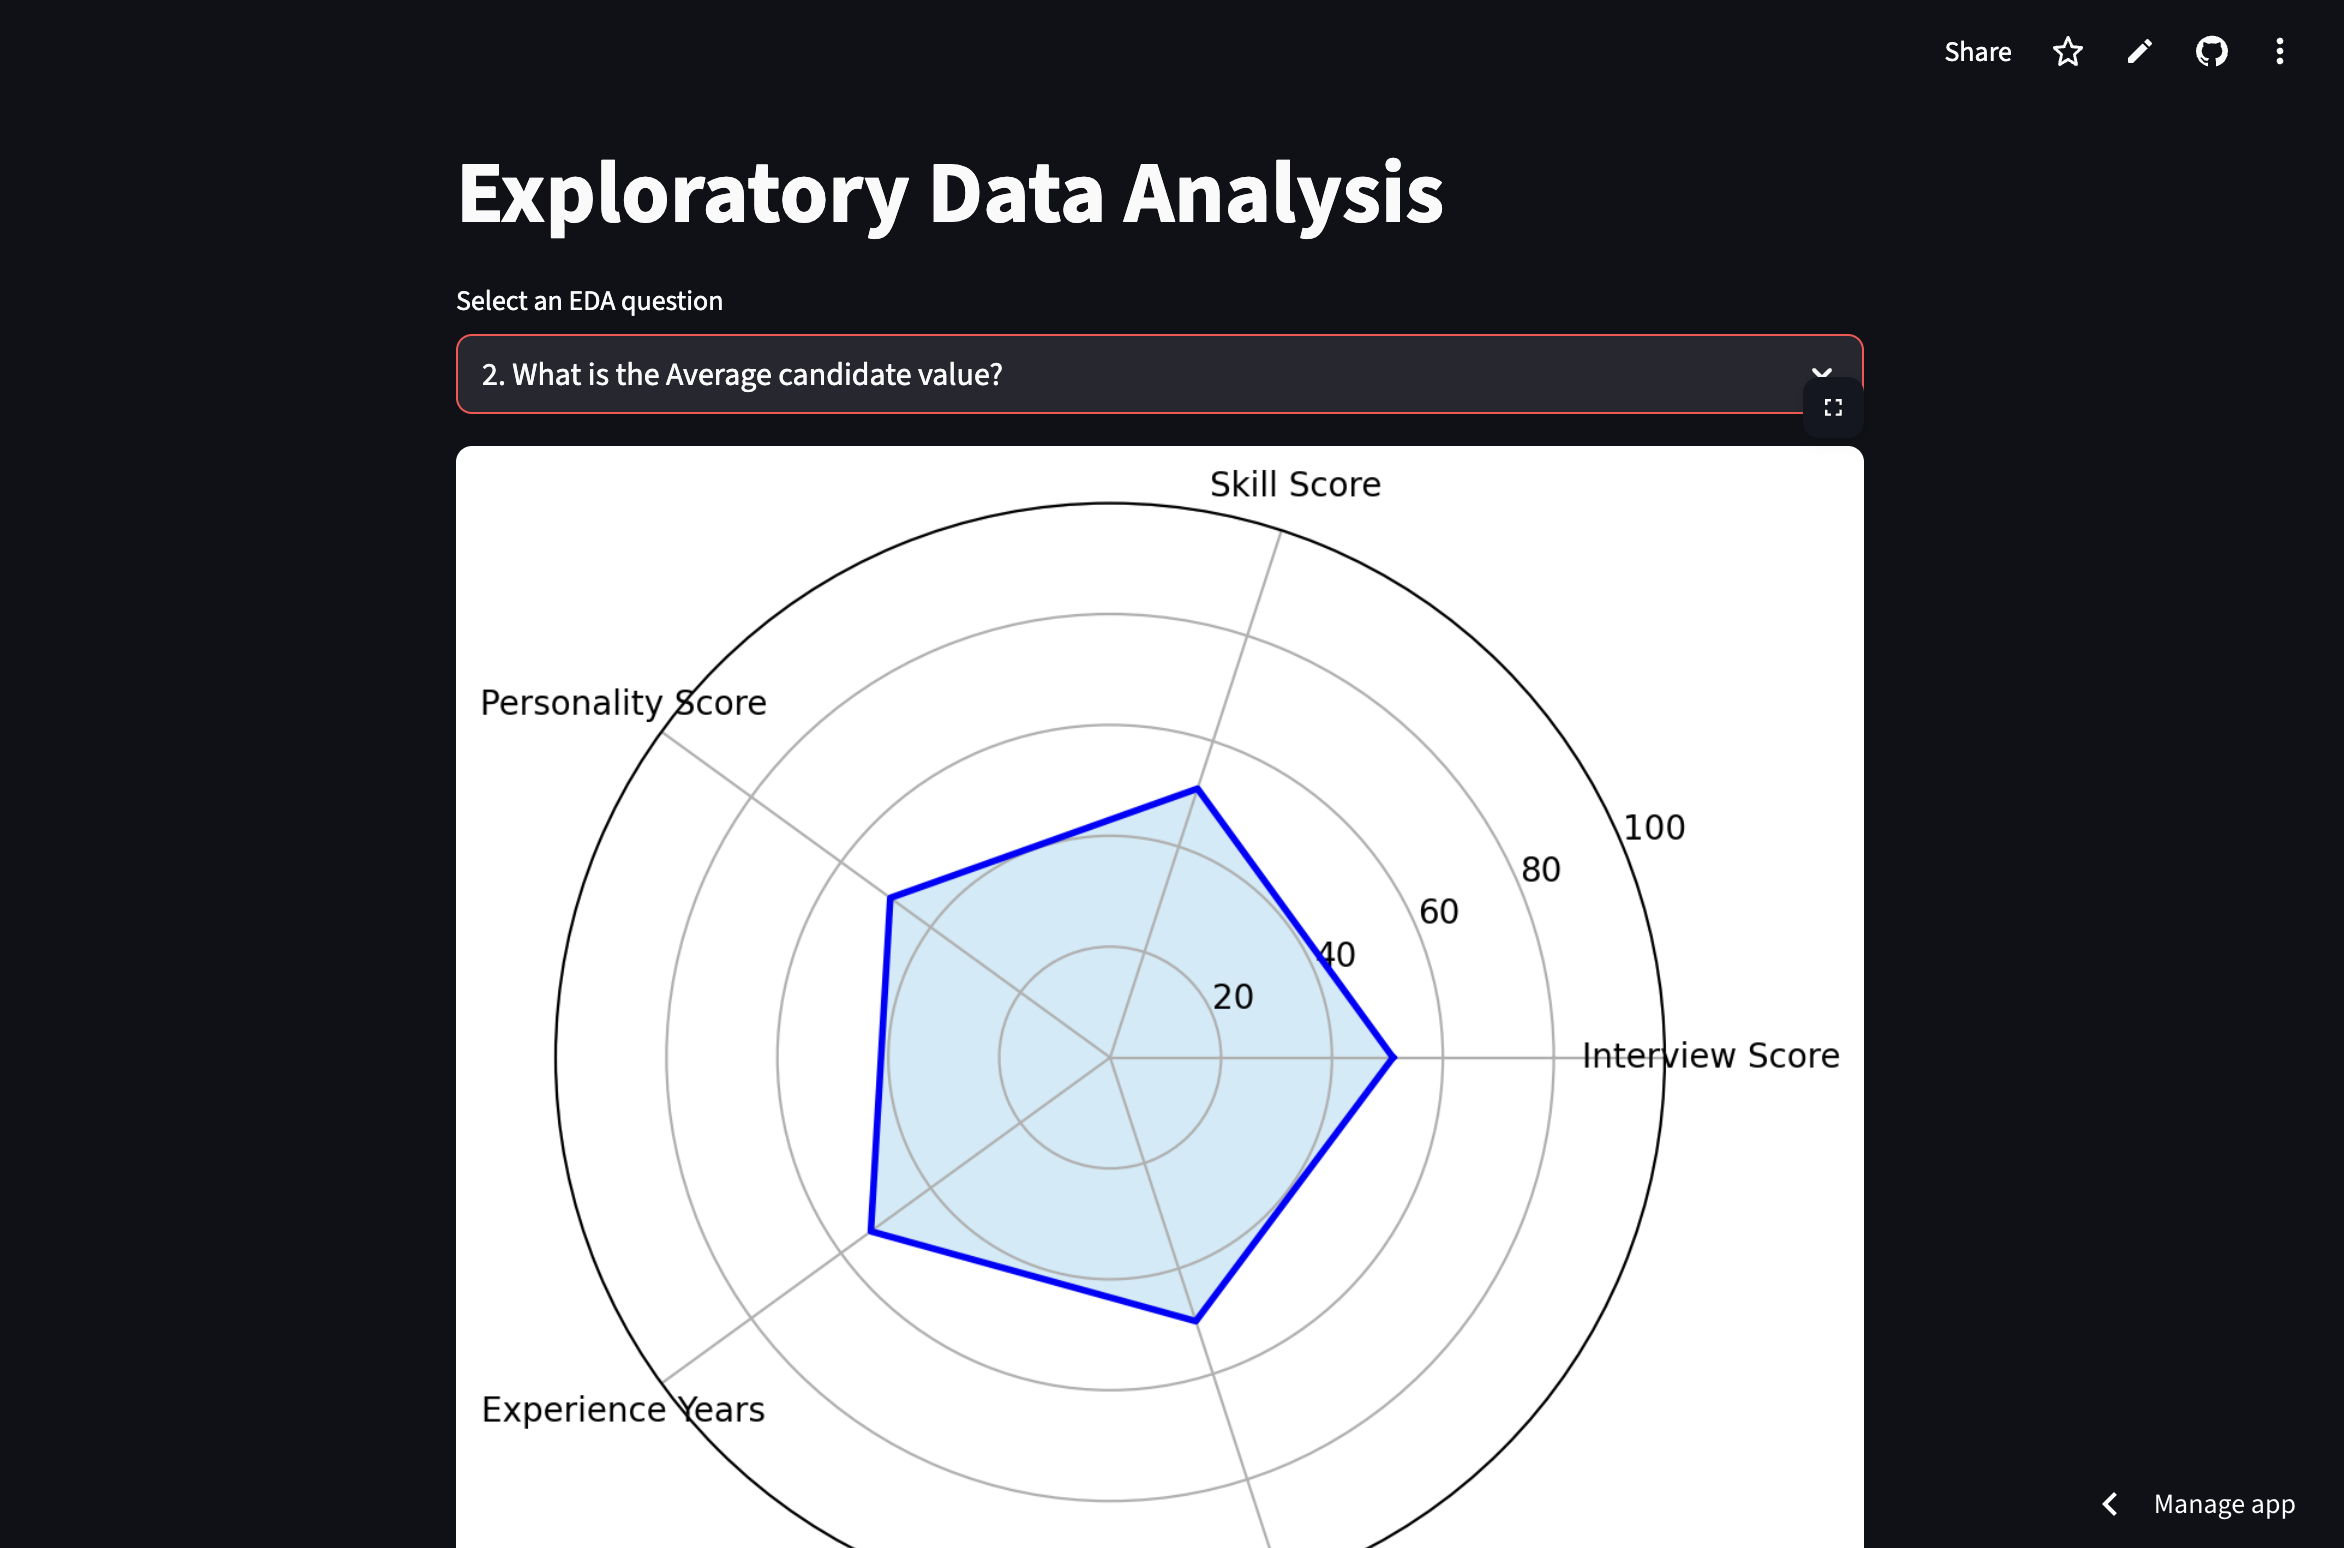 Share
Exploratory Data Analysis
Select an EDA question
2. What is the Average candidate value?
Skill Score
Personality Score
100
80
60
40
20
Interview Score
Experience Years
Manage app